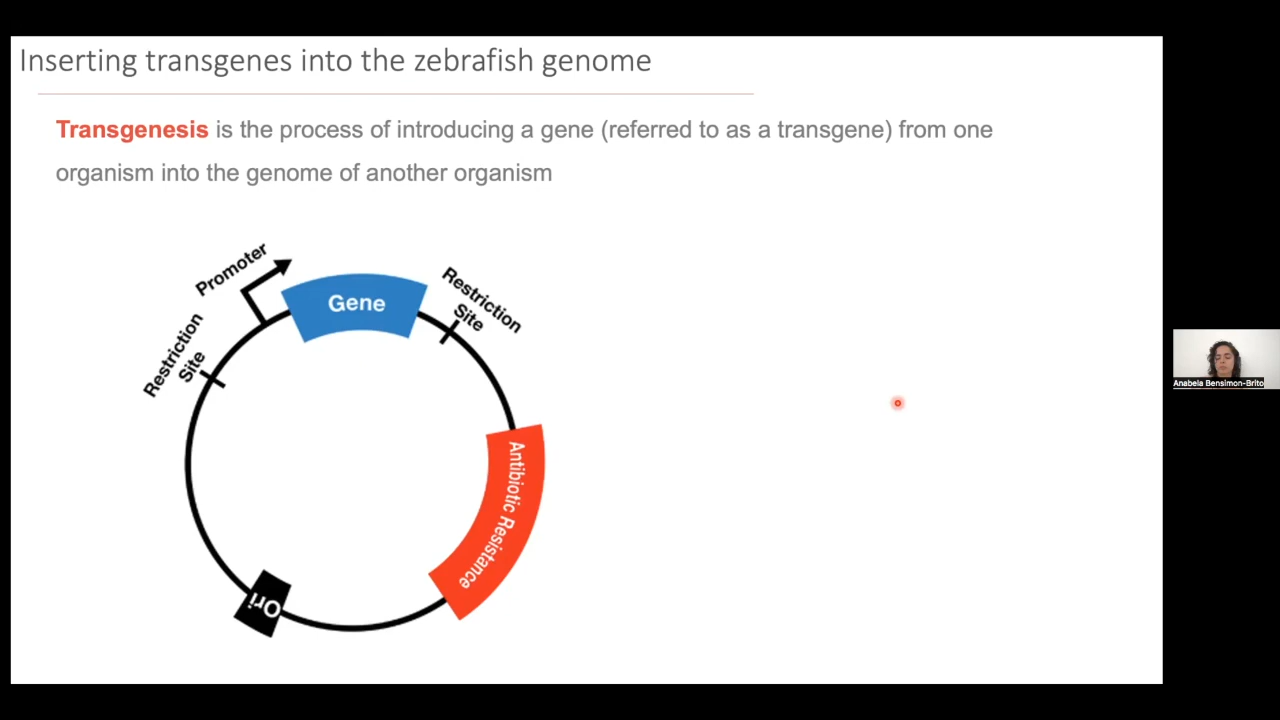 Inserting transgenes into the zebrafish genome
Transgenesis is the process of introducing a gene (referred to as a transgene) from one
organism into the genome of another organism
Promoter
Gene
Restriction
Site
Restriction
Site
Antibiotic Resistance
Ori
Anabela Bensimon-Brito